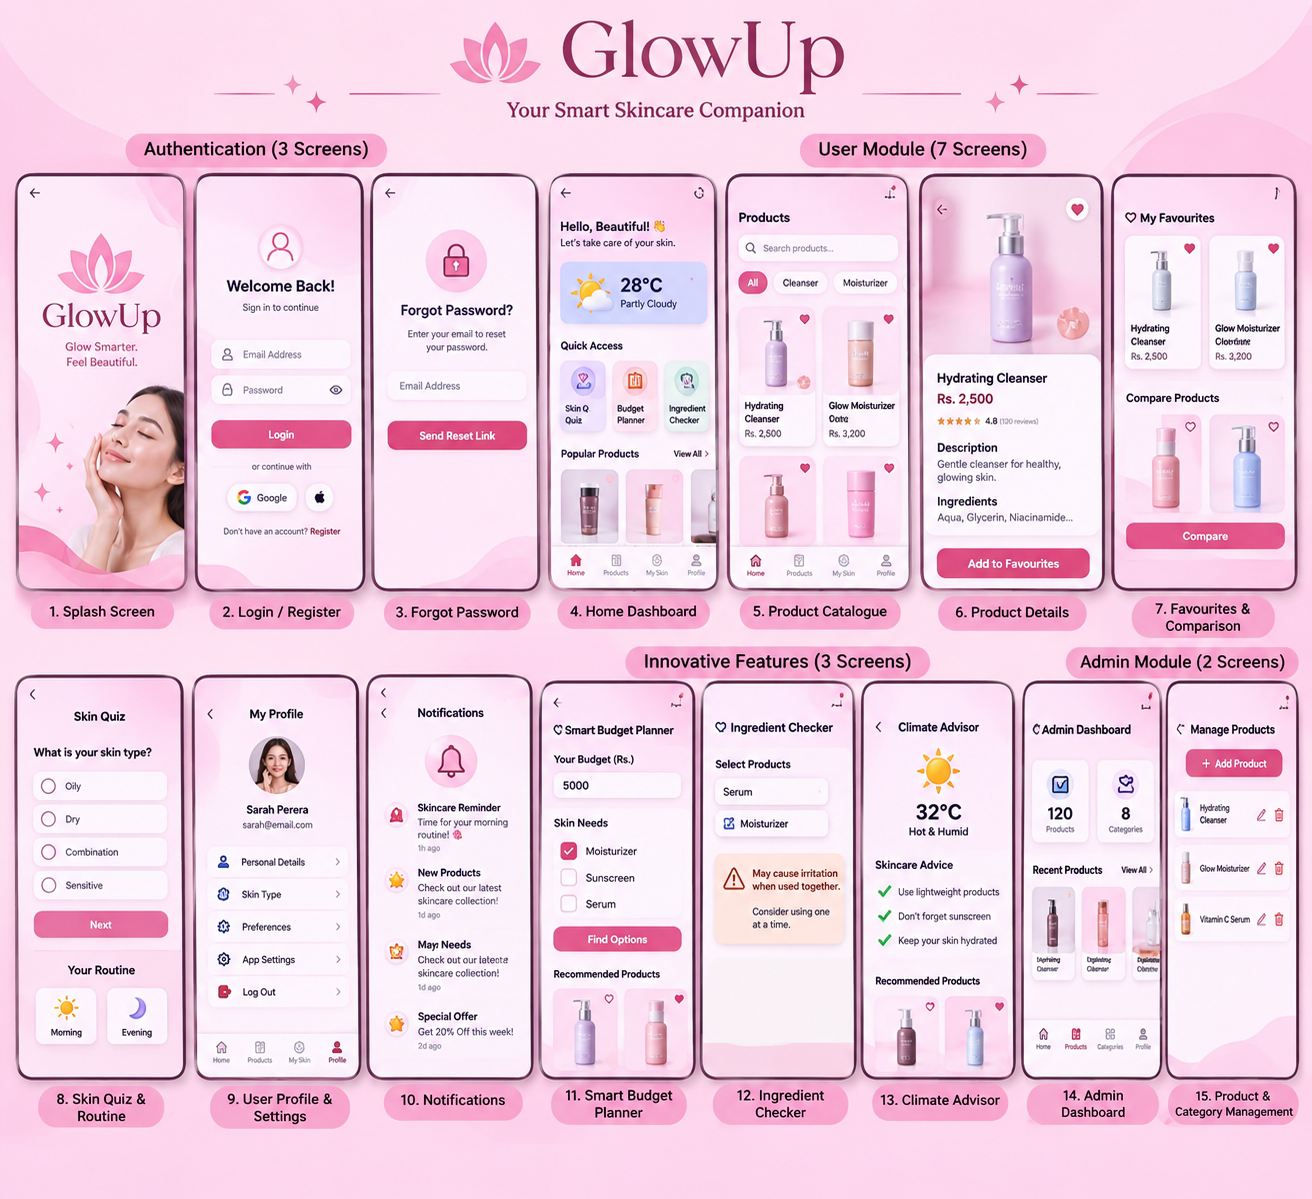 GlowUp
Your Smart Skincare Companion
Authentication (3 Screens)
User Module (7 Screens)
GlowUp
Glow Smarter.
Feel Beautiful.
1. Splash Screen
Welcome Back!
Sign in to continue
Email Address
Password
Login
or continue with
Google
Don't have an account? Register
2. Login / Register
Forgot Password?
Enter your email to reset
your password.
Email Address
Send Reset Link
3. Forgot Password
Hello, Beautiful! 👋
Let's take care of your skin.
28°C
Partly Cloudy
Quick Access
Skin Q
Quiz
Budget
Planner
Ingredient
Checker
Popular Products
View All >
Home
Products
My Skin
Profile
4. Home Dashboard
Products
Search products...
All
Cleanser
Moisturizer
Hydrating
Cleanser
Rs. 2,500
Glow Moisturizer
Rs. 3,200
Home
Products
My Skin
Profile
5. Product Catalogue
Hydrating Cleanser
Rs. 2,500
4.8 (120 reviews)
Description
Gentle cleanser for healthy,
glowing skin.
Ingredients
Aqua, Glycerin, Niacinamide...
Add to Favourites
6. Product Details
My Favourites
Hydrating
Cleanser
Rs. 2,500
Glow Moisturizer
Rs. 3,200
Compare Products
Compare
7. Favourites &
Comparison
Innovative Features (3 Screens)
Admin Module (2 Screens)
Skin Quiz
What is your skin type?
Oily
Dry
Combination
Sensitive
Next
Your Routine
Morning
Evening
8. Skin Quiz &
Routine
My Profile
Sarah Perera
sarah@email.com
Personal Details
Skin Type
Preferences
App Settings
Log Out
Home
Products
My Skin
Profile
9. User Profile &
Settings
Notifications
Skincare Reminder
Time for your morning
routine!
1h ago
New Products
Check out our latest
skincare collection!
1d ago
May Needs
Check out our latete
skincare collection!
1d ago
Special Offer
Get 20% Off this week!
2d ago
10. Notifications
Smart Budget Planner
Your Budget (Rs.)
5000
Skin Needs
Moisturizer
Sunscreen
Serum
Find Options
Recommended Products
11. Smart Budget
Planner
Ingredient Checker
Select Products
Serum
Moisturizer
May cause irritation
when used together.
Consider using one
at a time.
12. Ingredient
Checker
Climate Advisor
32°C
Hot & Humid
Skincare Advice
Use lightweight products
Don't forget sunscreen
Keep your skin hydrated
Recommended Products
13. Climate Advisor
Admin Dashboard
120
Products
8
Categories
Recent Products
View All >
Home
Products
Categories
Profile
14. Admin
Dashboard
Manage Products
+ Add Product
Hydrating
Cleanser
Glow Moisturizer
Vitamin C Serum
15. Product &
Category Management